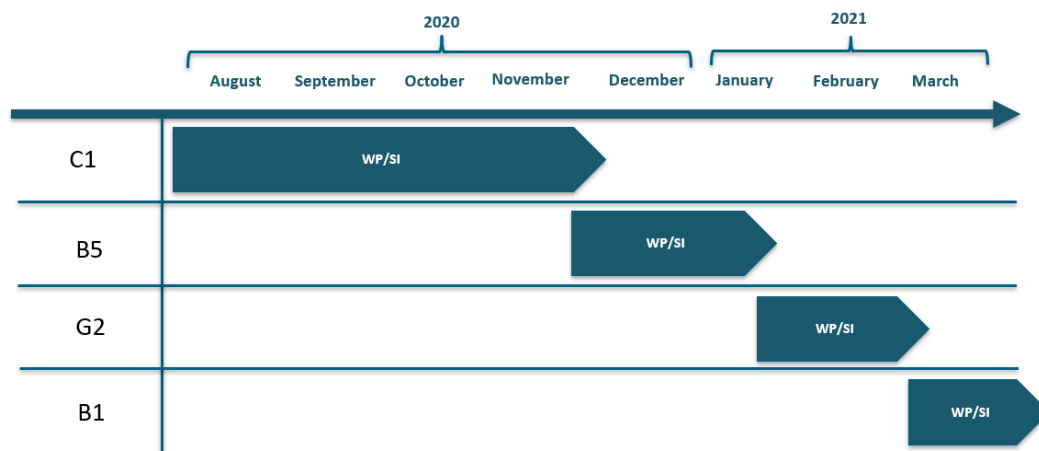 2020
2021
August September October November December January February March
C1
WP/SI
B5
WP/SI
G2
WP/SI
B1
WP/SI